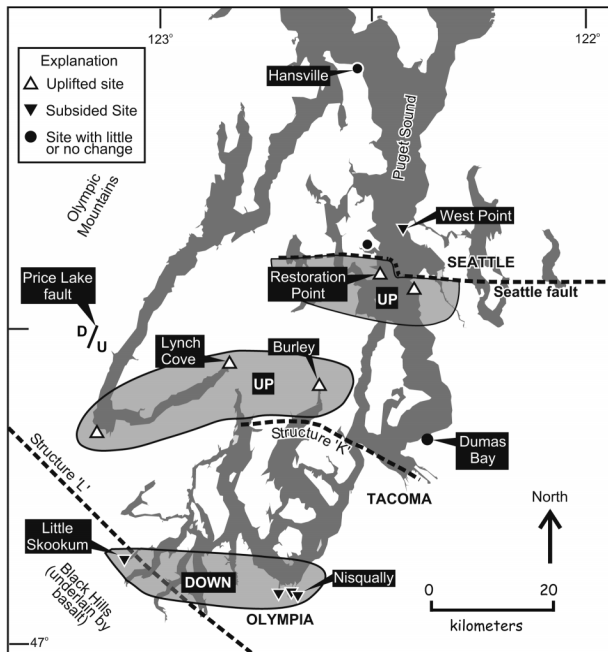 123
122
Explanation
Uplifted site
Subsided Site
Site with little
or no change
Hansville
Puget Sound
Olympic
Mountains
West Point
SEATTLE
Price Lake
fault
Restoration
Point
UP
Seattle fault
D/U
Lynch
Cove
Burley
UP
Structure 'K'
Dumas
Bay
TACOMA
Structure 'L'
North
Little
Skookum
DOWN
Nisqually
Black Hills
(underlain by
basalt)
OLYMPIA
0 20
kilometers
47°